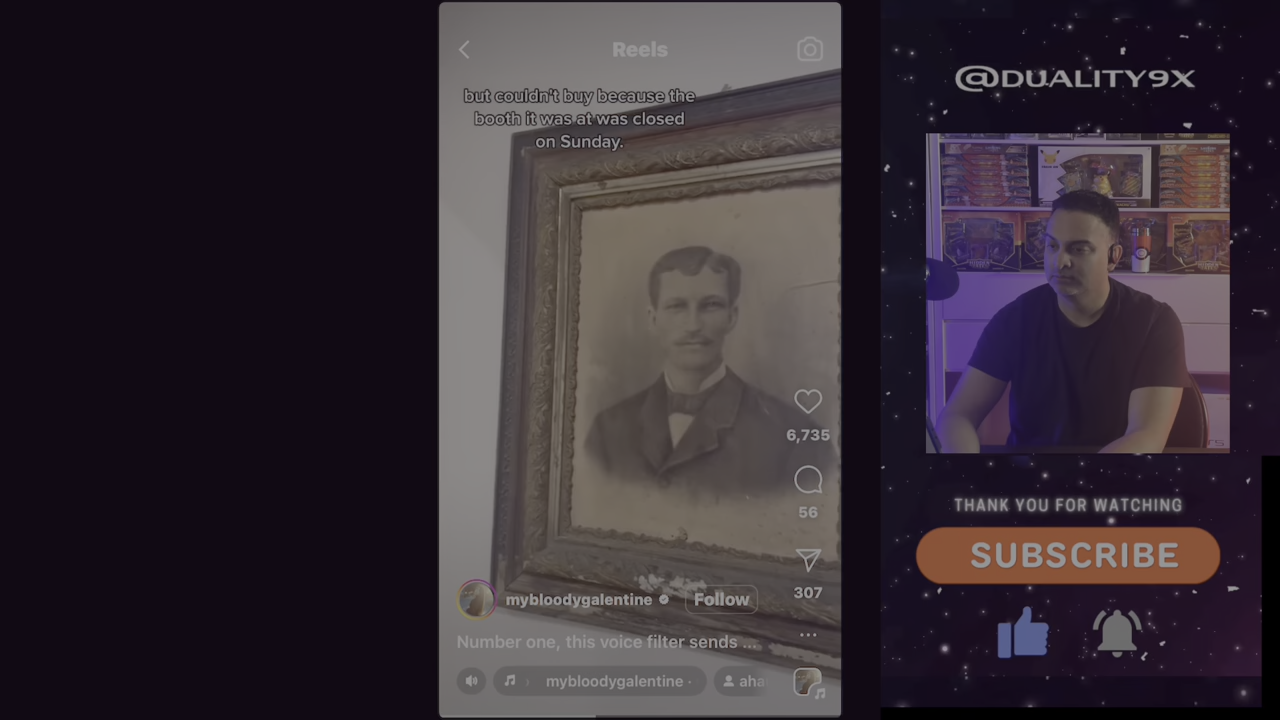 Reels
but couldn't buy because the
booth it was at was closed
on Sunday.
6,735
56
307
mybloodygalentine
Follow
Number one, this voice filter sends ...
mybloodygalentine ·
aha
@DUALITY9X
THANK YOU FOR WATCHING
SUBSCRIBE